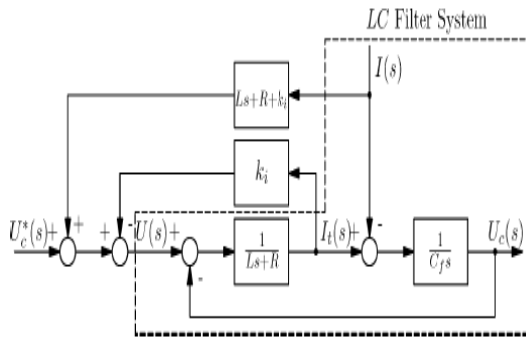 LC Filter System
I(s)
Ls+R+k_i
k_i
U_c^*(s) + + + - U(s) + - 1/(Ls+R) I_t(s) + - 1/(C_f s) U_c(s)